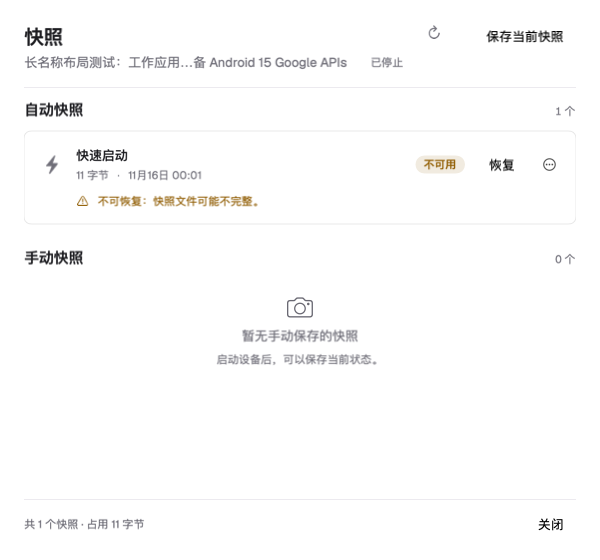 快照
保存当前快照
长名称布局测试：工作应用...备 Android 15 Google APIs 已停止
自动快照 1 个
快速启动
11 字节 · 11月16日 00:01
不可用 恢复
不可恢复：快照文件可能不完整。
手动快照 0 个
暂无手动保存的快照
启动设备后，可以保存当前状态。
共 1 个快照 · 占用 11 字节 关闭